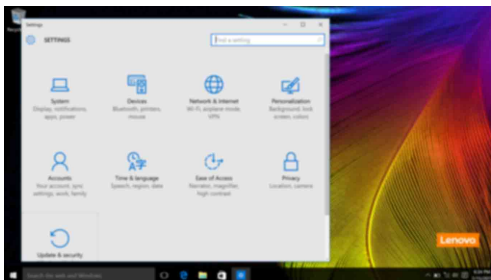 Settings
SETTINGS
Find a setting
System
Display, notifications,
apps, power
Devices
Bluetooth, printers,
mouse
Network & Internet
Wi-Fi, airplane mode,
VPN
Personalization
Background, lock
screen, colors
Accounts
Your account, sync
settings, work, family
Time & language
Speech, region, date
Ease of Access
Narrator, magnifier,
high contrast
Privacy
Location, camera
Update & security
Lenovo
Search the web and Windows